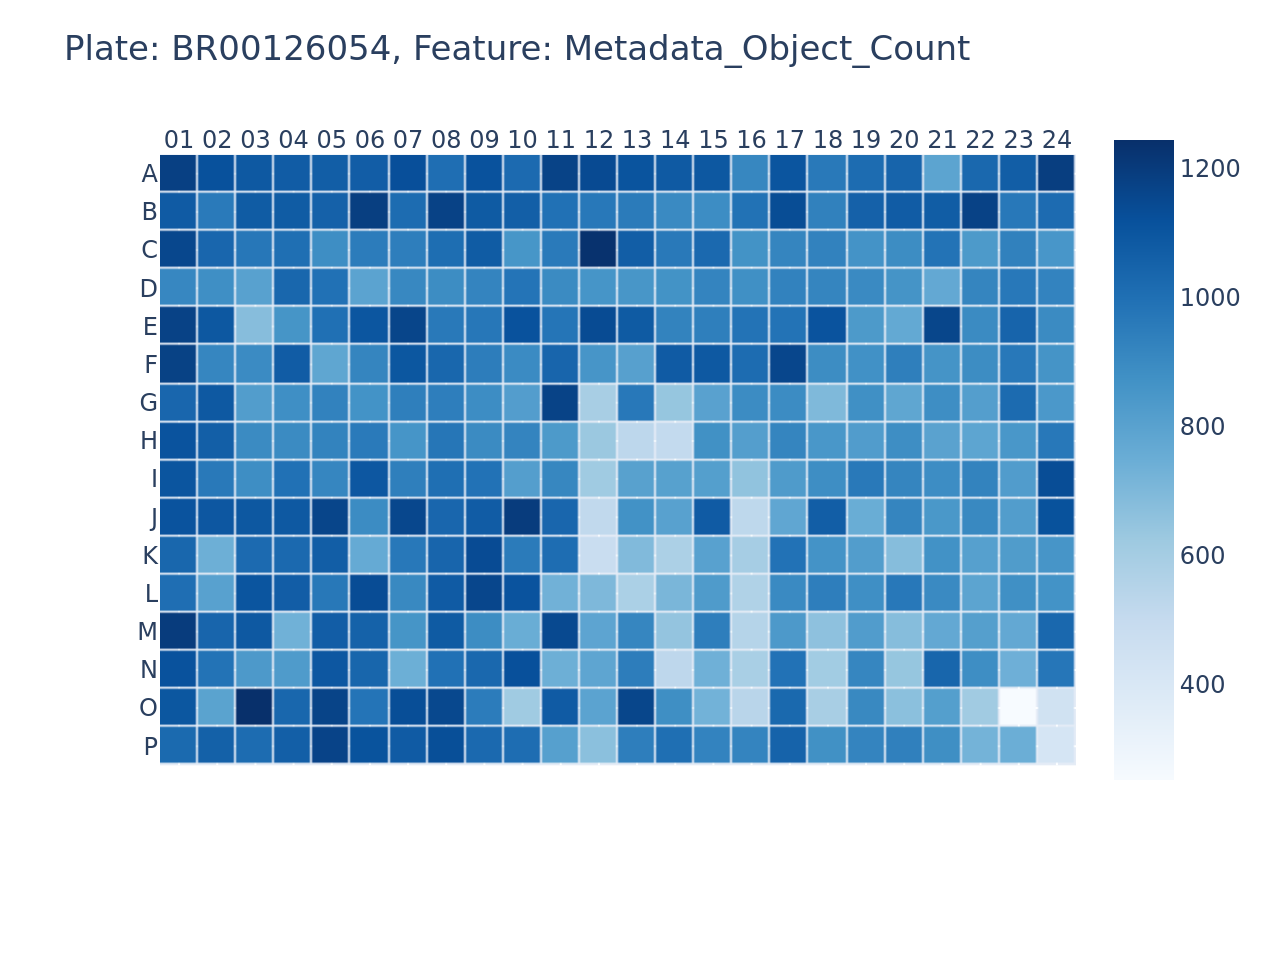 Plate: BR00126054, Feature: Metadata_Object_Count
01 02 03 04 05 06 07 08 09 10 11 12 13 14 15 16 17 18 19 20 21 22 23 24
A
B
C
D
E
F
G
H
I
J
K
L
M
N
O
P
1200
1000
800
600
400